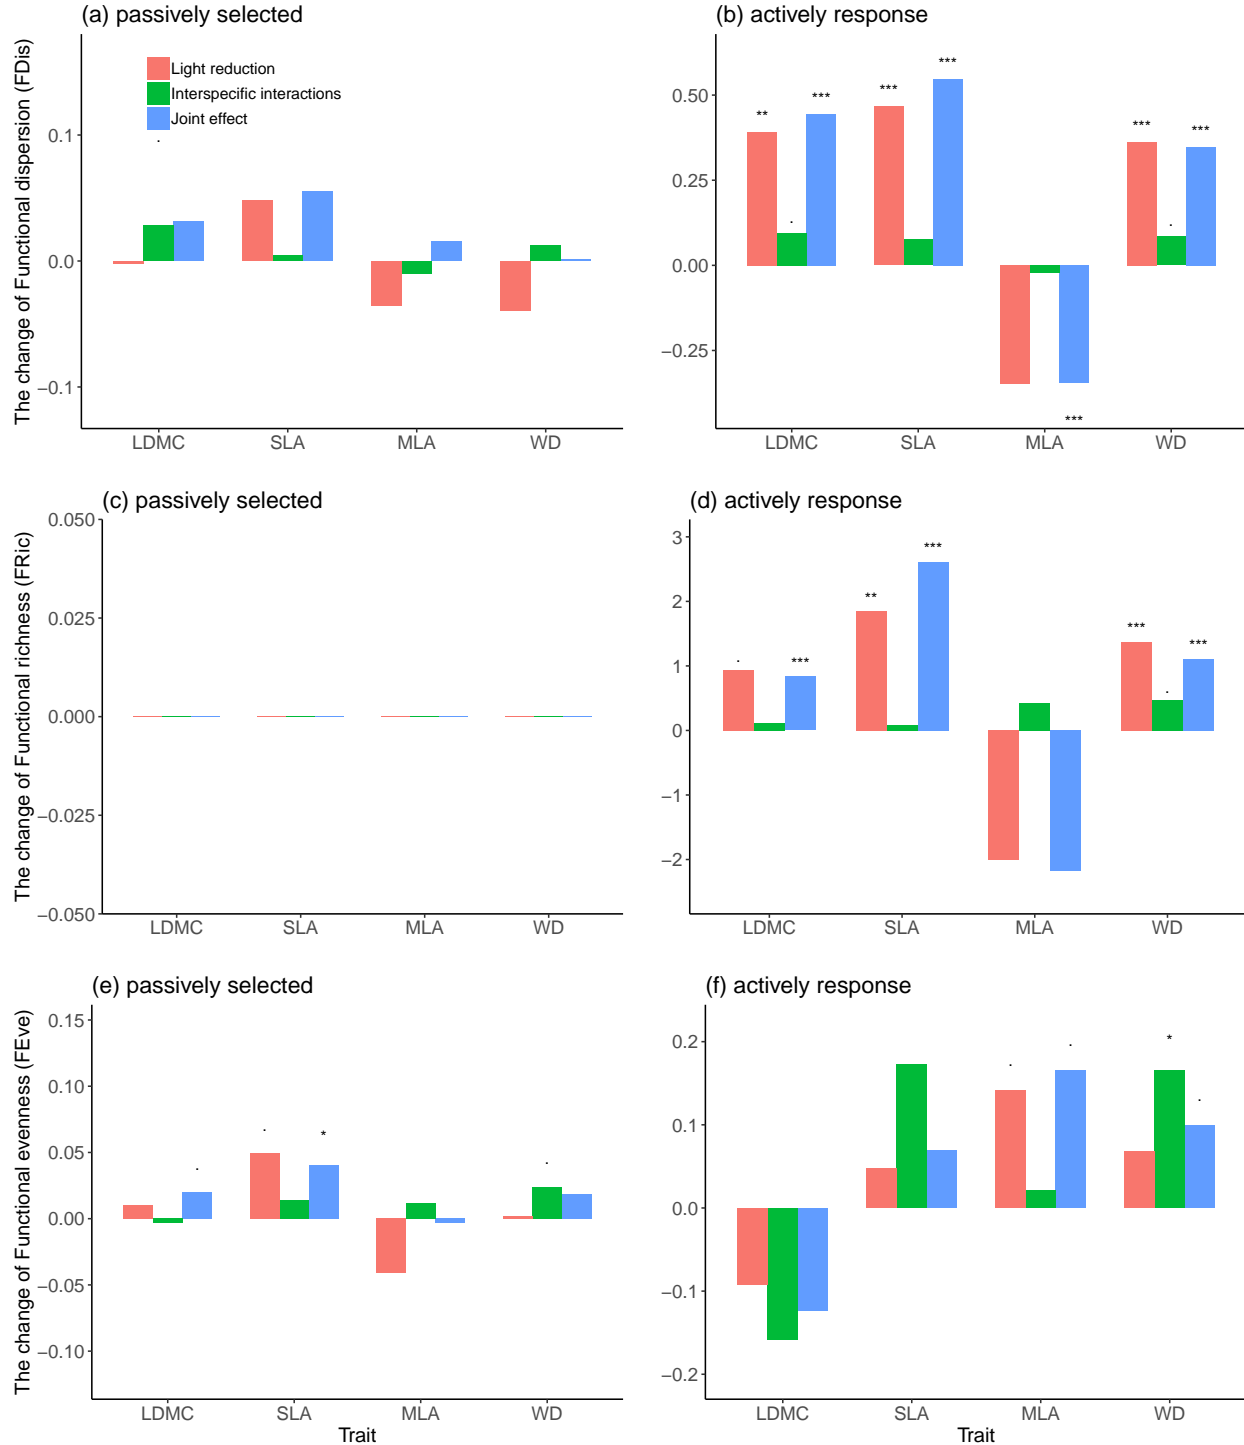 (a) passively selected
The change of Functional dispersion (FDis)
Light reduction
Interspecific interactions
Joint effect
.
0.1
0.0
−0.1
LDMC SLA MLA WD
(b) actively response
** *** *** *** *** ***
. .
***
0.50
0.25
0.00
−0.25
LDMC SLA MLA WD
(c) passively selected
The change of Functional richness (FRic)
0.050
0.025
0.000
−0.025
−0.050
LDMC SLA MLA WD
(d) actively response
. *** ** *** *** . ***
3
2
1
0
−1
−2
LDMC SLA MLA WD
(e) passively selected
The change of Functional evenness (FEve)
. . * .
0.15
0.10
0.05
0.00
−0.05
−0.10
LDMC SLA MLA WD
Trait
(f) actively response
. . * .
0.2
0.1
0.0
−0.1
−0.2
LDMC SLA MLA WD
Trait